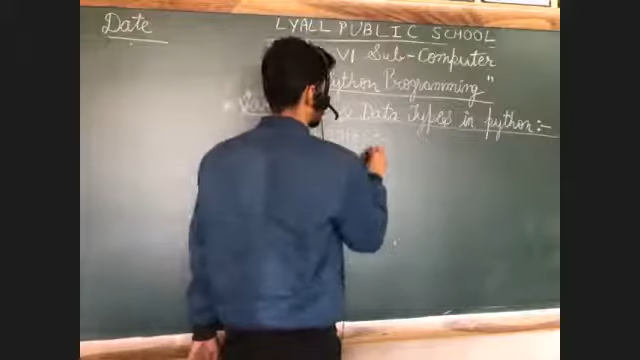 Date
LYALL PUBLIC SCHOOL
VI Sub-Computer
Python Programming"
& Data Types in python:-